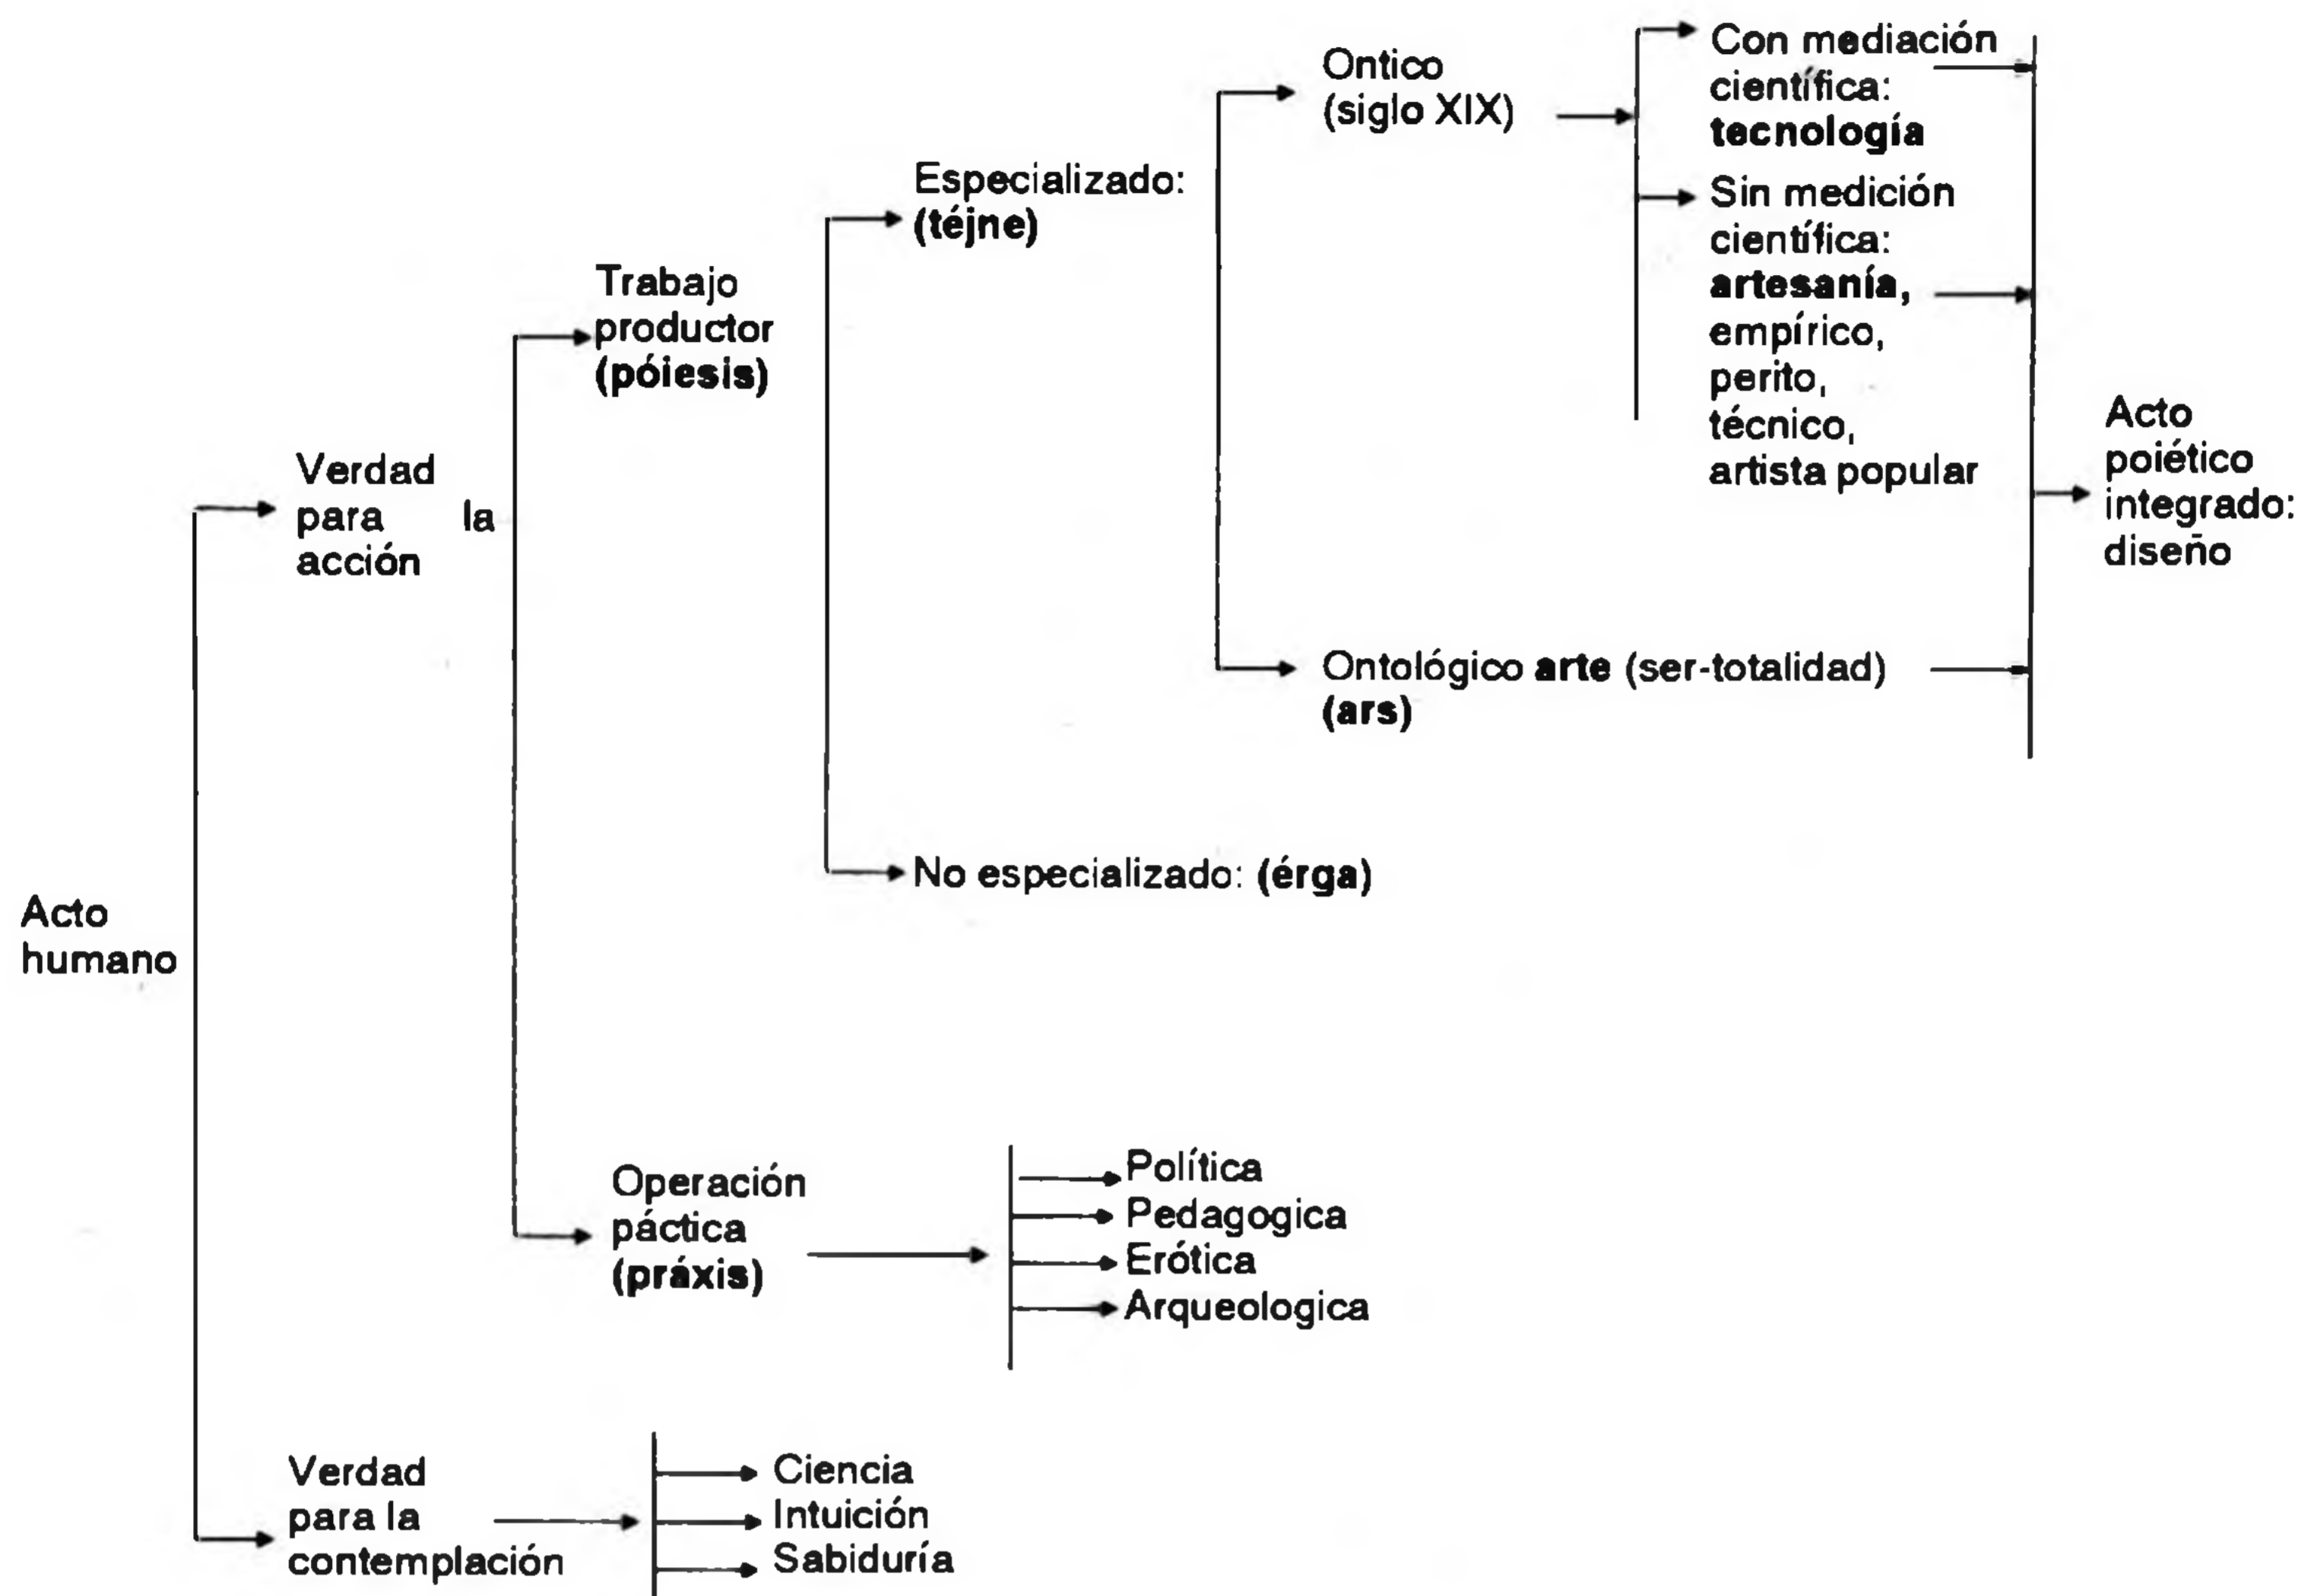 Acto
humano
Verdad
para la
acción
Trabajo
productor
(póiesis)
Especializado:
(téjne)
Ontico
(siglo XIX)
Con mediación
científica:
tecnología
Sin medición
científica:
artesanía,
empírico,
perito,
técnico,
artista popular
Acto
poiético
integrado:
diseño
Ontológico arte (ser-totalidad)
(ars)
No especializado: (érga)
Operación
páctica
(práxis)
Política
Pedagogica
Erótica
Arqueologica
Verdad
para la
contemplación
Ciencia
Intuición
Sabiduría